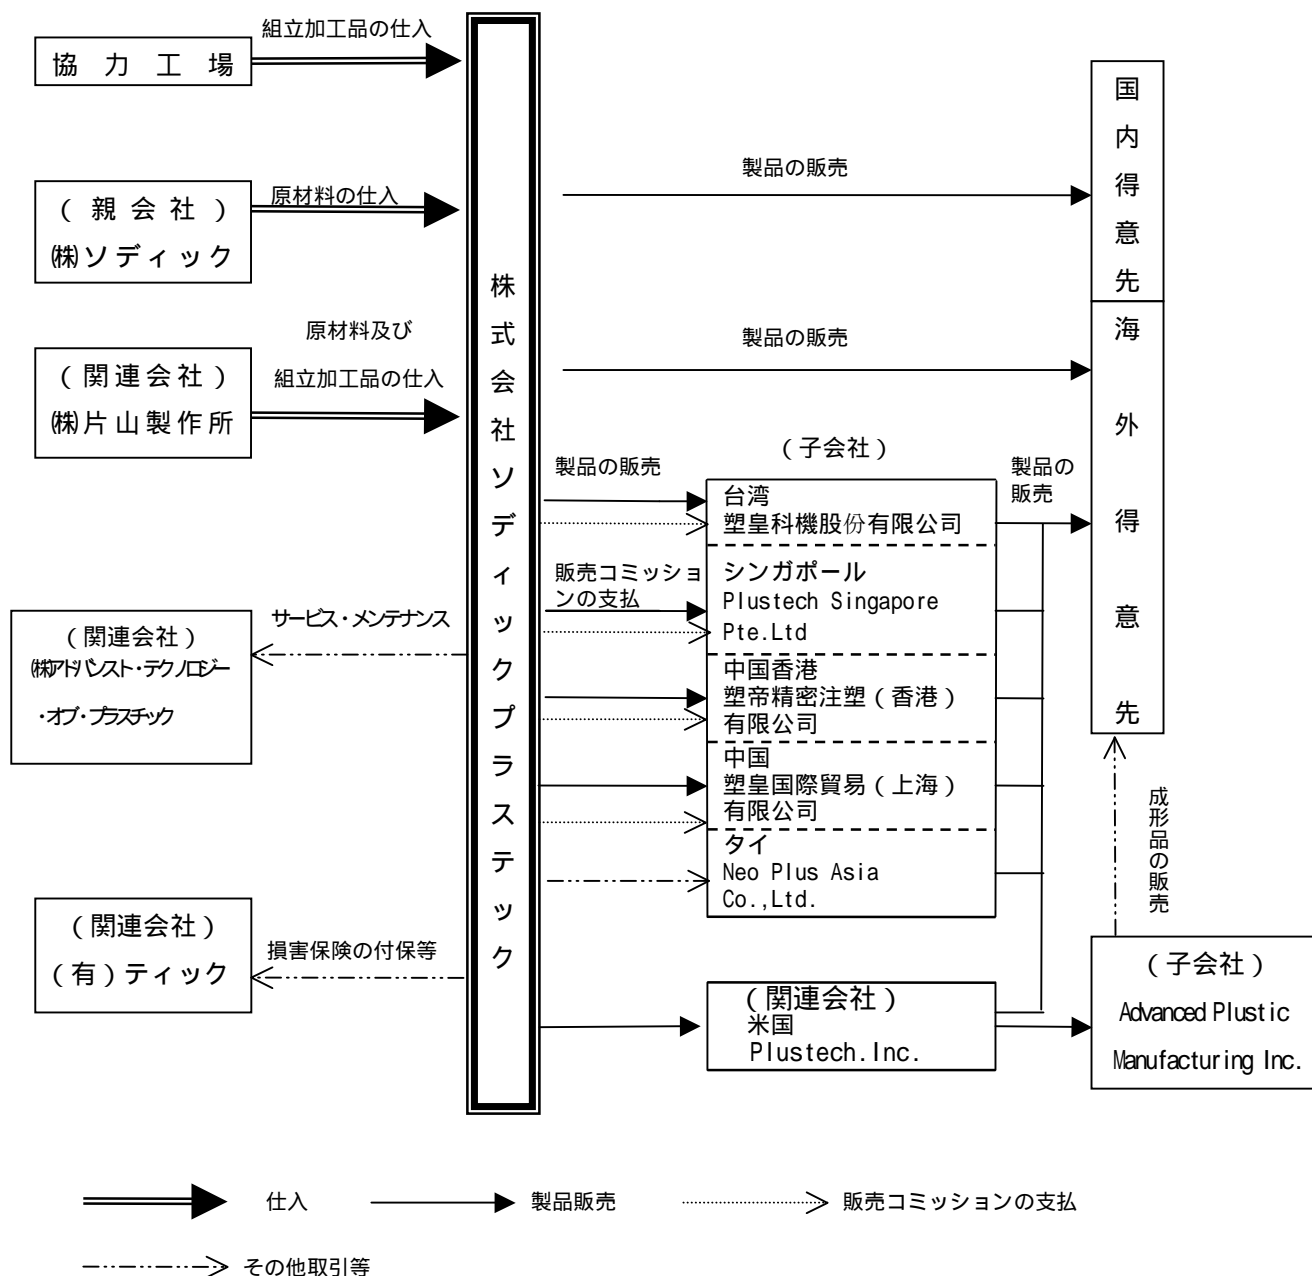 組立加工品の仕入
協力工場
(親会社)
㈱ソディック
原材料の仕入
(関連会社)
㈱片山製作所
原材料及び
組立加工品の仕入
(関連会社)
㈱アドバンスト・テクノロジー
・オブ・プラスチック
サービス・メンテナンス
(関連会社)
(有)ティック
損害保険の付保等
株式会社ソディックプラステック
製品の販売
国内得意先
製品の販売
海外得意先
製品の販売
販売コミッショ
ンの支払
(子会社)
台湾
塑皇科機股份有限公司
シンガポール
Plustech Singapore
Pte.Ltd
中国香港
塑帝精密注塑(香港)
有限公司
中国
塑皇国際貿易(上海)
有限公司
タイ
Neo Plus Asia
Co.,Ltd.
製品の
販売
(関連会社)
米国
Plustech.Inc.
成形品の販売
(子会社)
Advanced Plustic
Manufacturing Inc.
仕入
製品販売
販売コミッションの支払
その他取引等